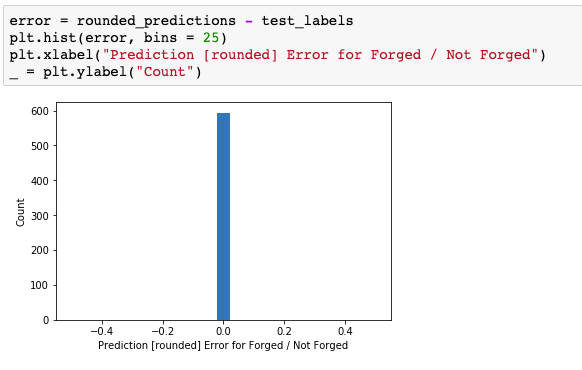 error = rounded_predictions - test_labels
plt.hist(error, bins = 25)
plt.xlabel("Prediction [rounded] Error for Forged / Not Forged")
_ = plt.ylabel("Count")
600
500
400
300
200
100
0
Count
−0.4 −0.2 0.0 0.2 0.4
Prediction [rounded] Error for Forged / Not Forged